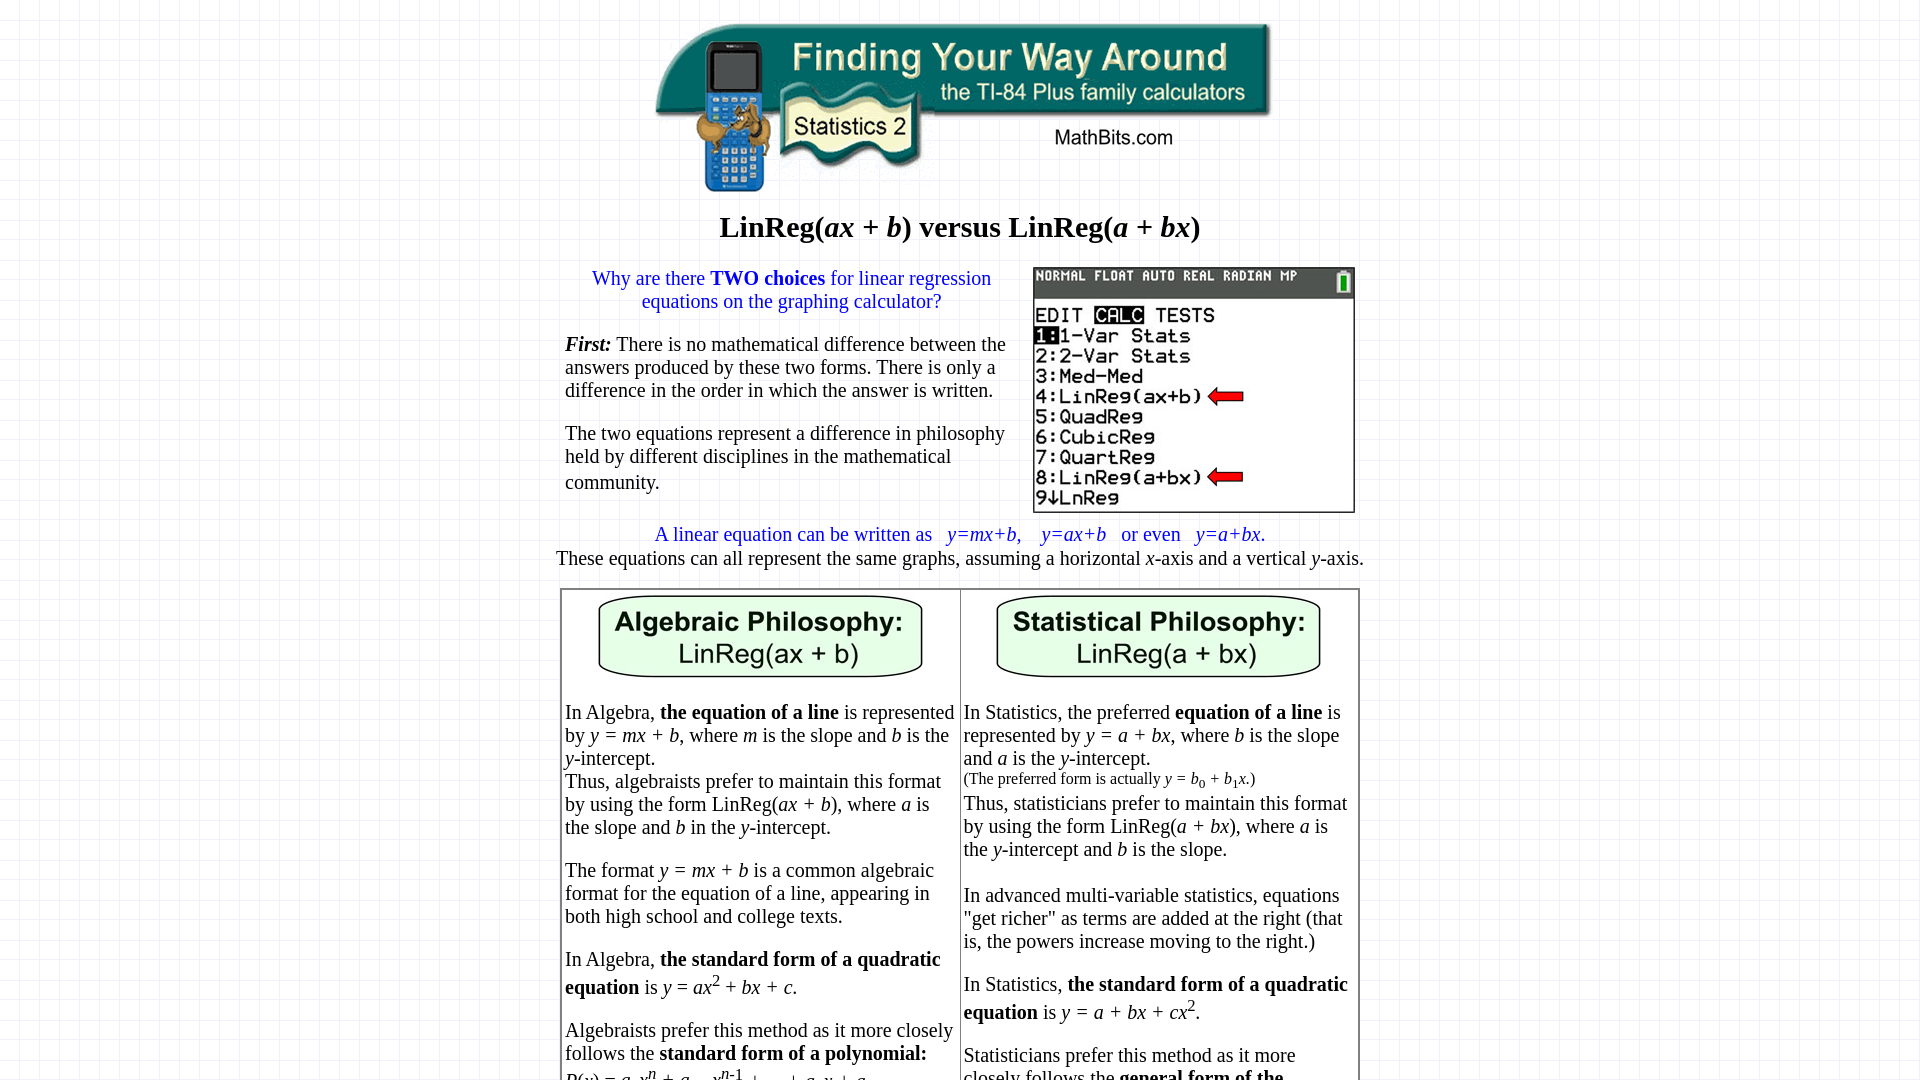 Finding Your Way Around
the TI-84 Plus family calculators
Statistics 2
MathBits.com
LinReg(ax + b) versus LinReg(a + bx)
Why are there TWO choices for linear regression
equations on the graphing calculator?
First: There is no mathematical difference between the
answers produced by these two forms. There is only a
difference in the order in which the answer is written.
The two equations represent a difference in philosophy
held by different disciplines in the mathematical
community.
NORMAL FLOAT AUTO REAL RADIAN MP
EDIT CALC TESTS
1:1-Var Stats
2:2-Var Stats
3:Med-Med
4:LinReg(ax+b)
5:QuadReg
6:CubicReg
7:QuartReg
8:LinReg(a+bx)
9↓LnReg
A linear equation can be written as y=mx+b, y=ax+b or even y=a+bx.
These equations can all represent the same graphs, assuming a horizontal x-axis and a vertical y-axis.
Algebraic Philosophy:
LinReg(ax + b)
In Algebra, the equation of a line is represented
by y = mx + b, where m is the slope and b is the
y-intercept.
Thus, algebraists prefer to maintain this format
by using the form LinReg(ax + b), where a is
the slope and b in the y-intercept.
The format y = mx + b is a common algebraic
format for the equation of a line, appearing in
both high school and college texts.
In Algebra, the standard form of a quadratic
equation is y = ax² + bx + c.
Algebraists prefer this method as it more closely
follows the standard form of a polynomial:
Statistical Philosophy:
LinReg(a + bx)
In Statistics, the preferred equation of a line is
represented by y = a + bx, where b is the slope
and a is the y-intercept.
(The preferred form is actually y = b₀ + b₁x.)
Thus, statisticians prefer to maintain this format
by using the form LinReg(a + bx), where a is
the y-intercept and b is the slope.
In advanced multi-variable statistics, equations
"get richer" as terms are added at the right (that
is, the powers increase moving to the right.)
In Statistics, the standard form of a quadratic
equation is y = a + bx + cx².
Statisticians prefer this method as it more
closely follows the general form of the